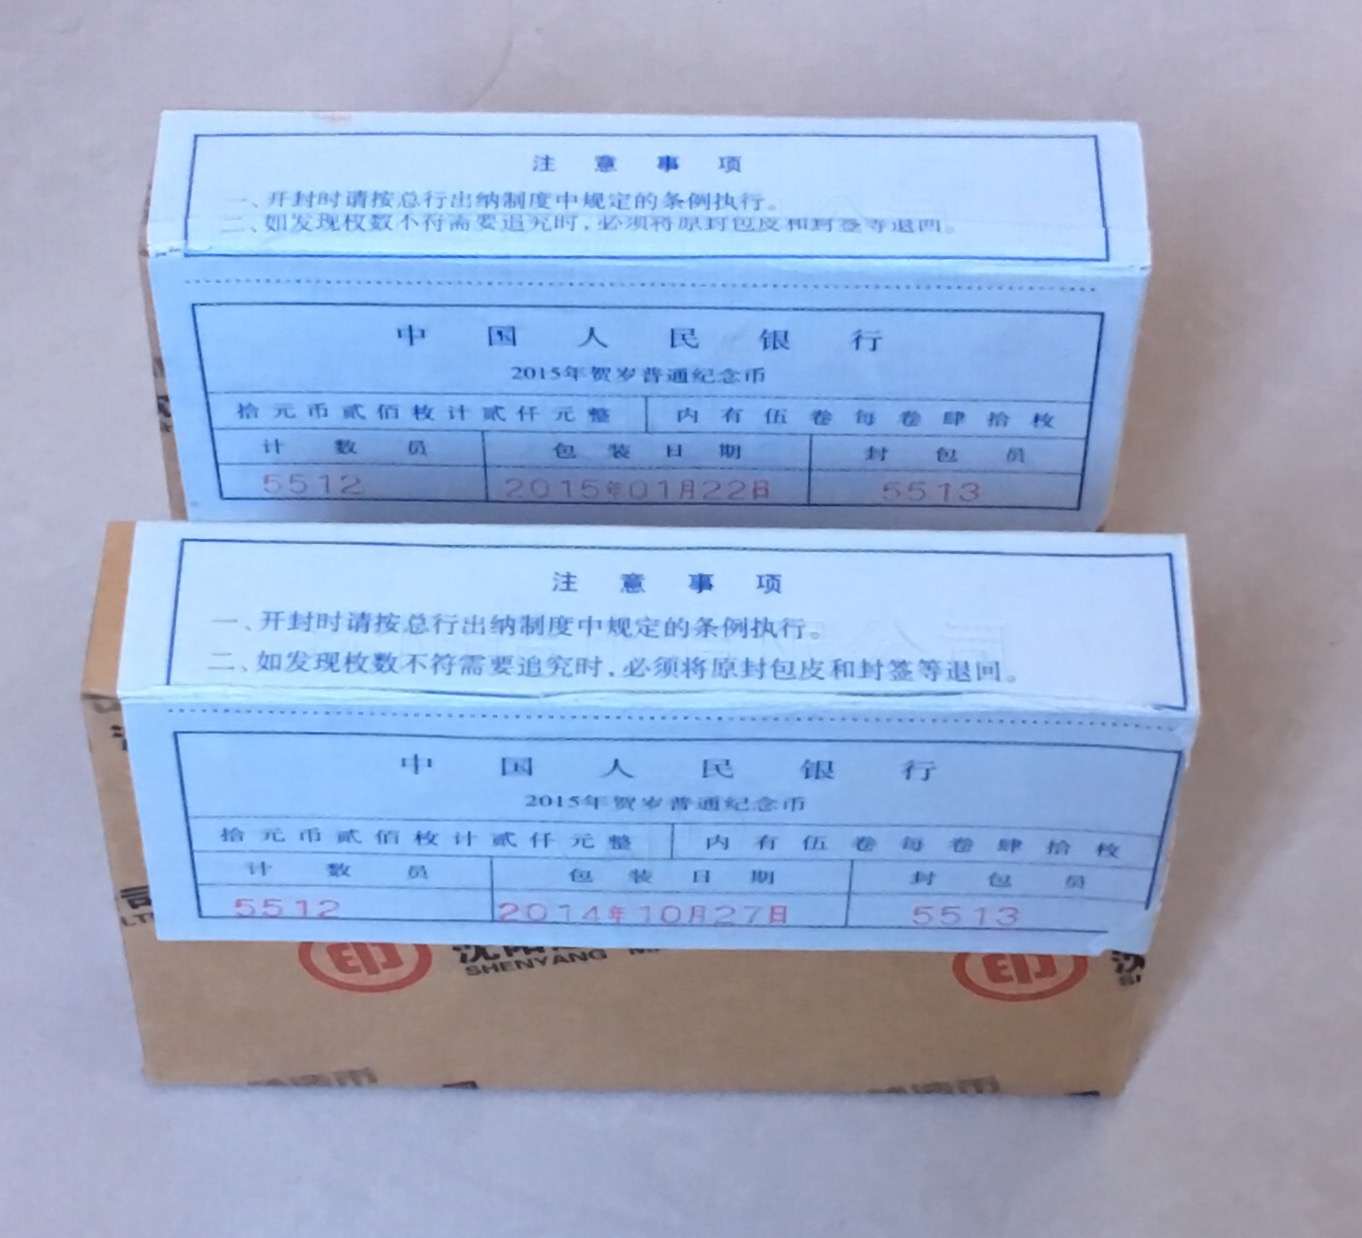 注意事项
一、开封时请按总行出纳制度中规定的条例执行。
二、如发现枚数不符需要追究时,必须将原封包皮和封签等退回。
中国人民银行
2015年贺岁普通纪念币
拾元币贰佰枚计贰仟元整 内有伍卷每卷肆拾枚
计数员 包装日期 封包员
5512 2015年01月22日 5513
注意事项
一、开封时请按总行出纳制度中规定的条例执行。
二、如发现枚数不符需要追究时,必须将原封包皮和封签等退回。
中国人民银行
2015年贺岁普通纪念币
拾元币贰佰枚计贰仟元整 内有伍卷每卷肆拾枚
计数员 包装日期 封包员
5512 2014年10月27日 5513
司
印 沈阳 印
SHENYANG